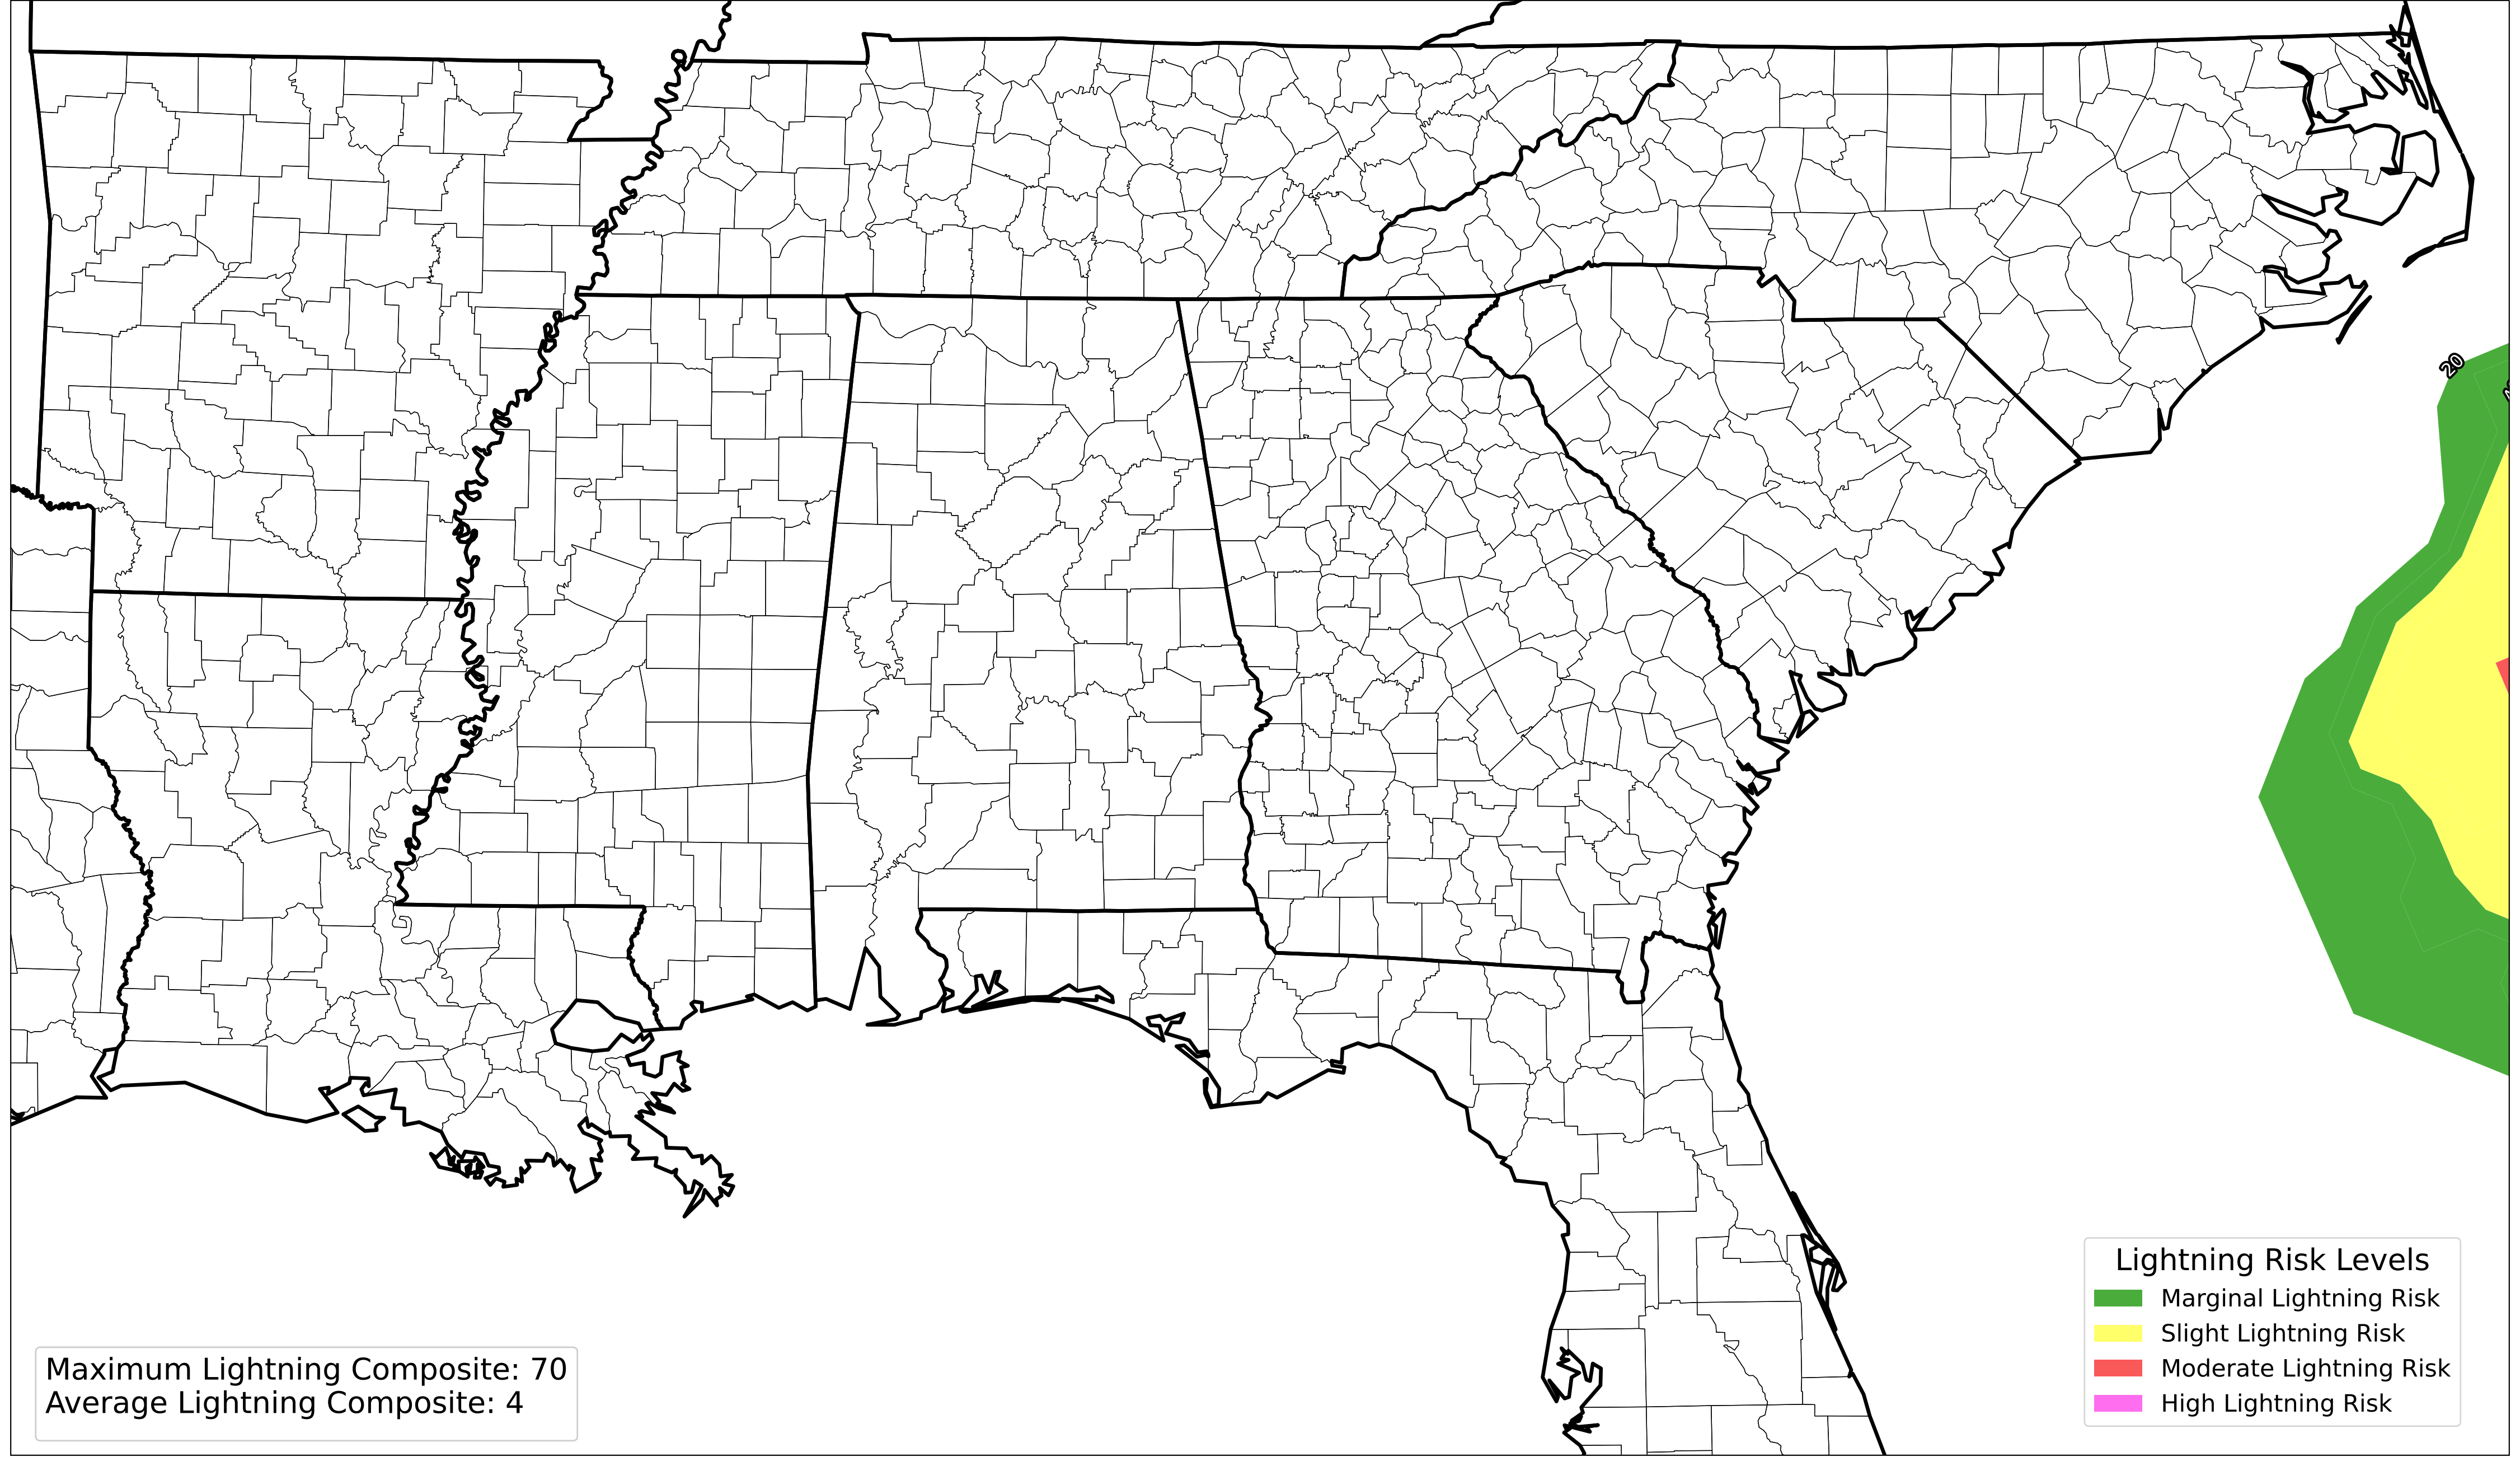 20
Lightning Risk Levels
Marginal Lightning Risk
Slight Lightning Risk
Moderate Lightning Risk
High Lightning Risk
Maximum Lightning Composite: 70
Average Lightning Composite: 4